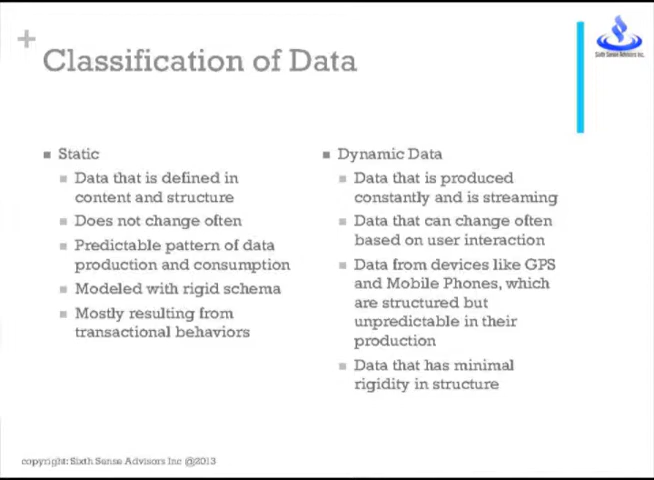 +
Classification of Data
Sixth Sense Advisors Inc.
Static
Data that is defined in
content and structure
Does not change often
Predictable pattern of data
production and consumption
Modeled with rigid schema
Mostly resulting from
transactional behaviors
Dynamic Data
Data that is produced
constantly and is streaming
Data that can change often
based on user interaction
Data from devices like GPS
and Mobile Phones, which
are structured but
unpredictable in their
production
Data that has minimal
rigidity in structure
copyright: Sixth Sense Advisors Inc @2013